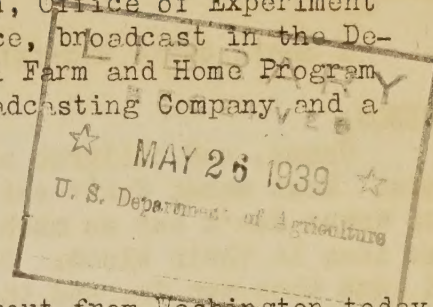 , Office of Experiment
ce, broadcast in the De-
Farm and Home Program
adcasting Company and a
LIBRARY
☆ MAY 26 1939 ☆
U. S. Department of Agriculture
out from Washington today